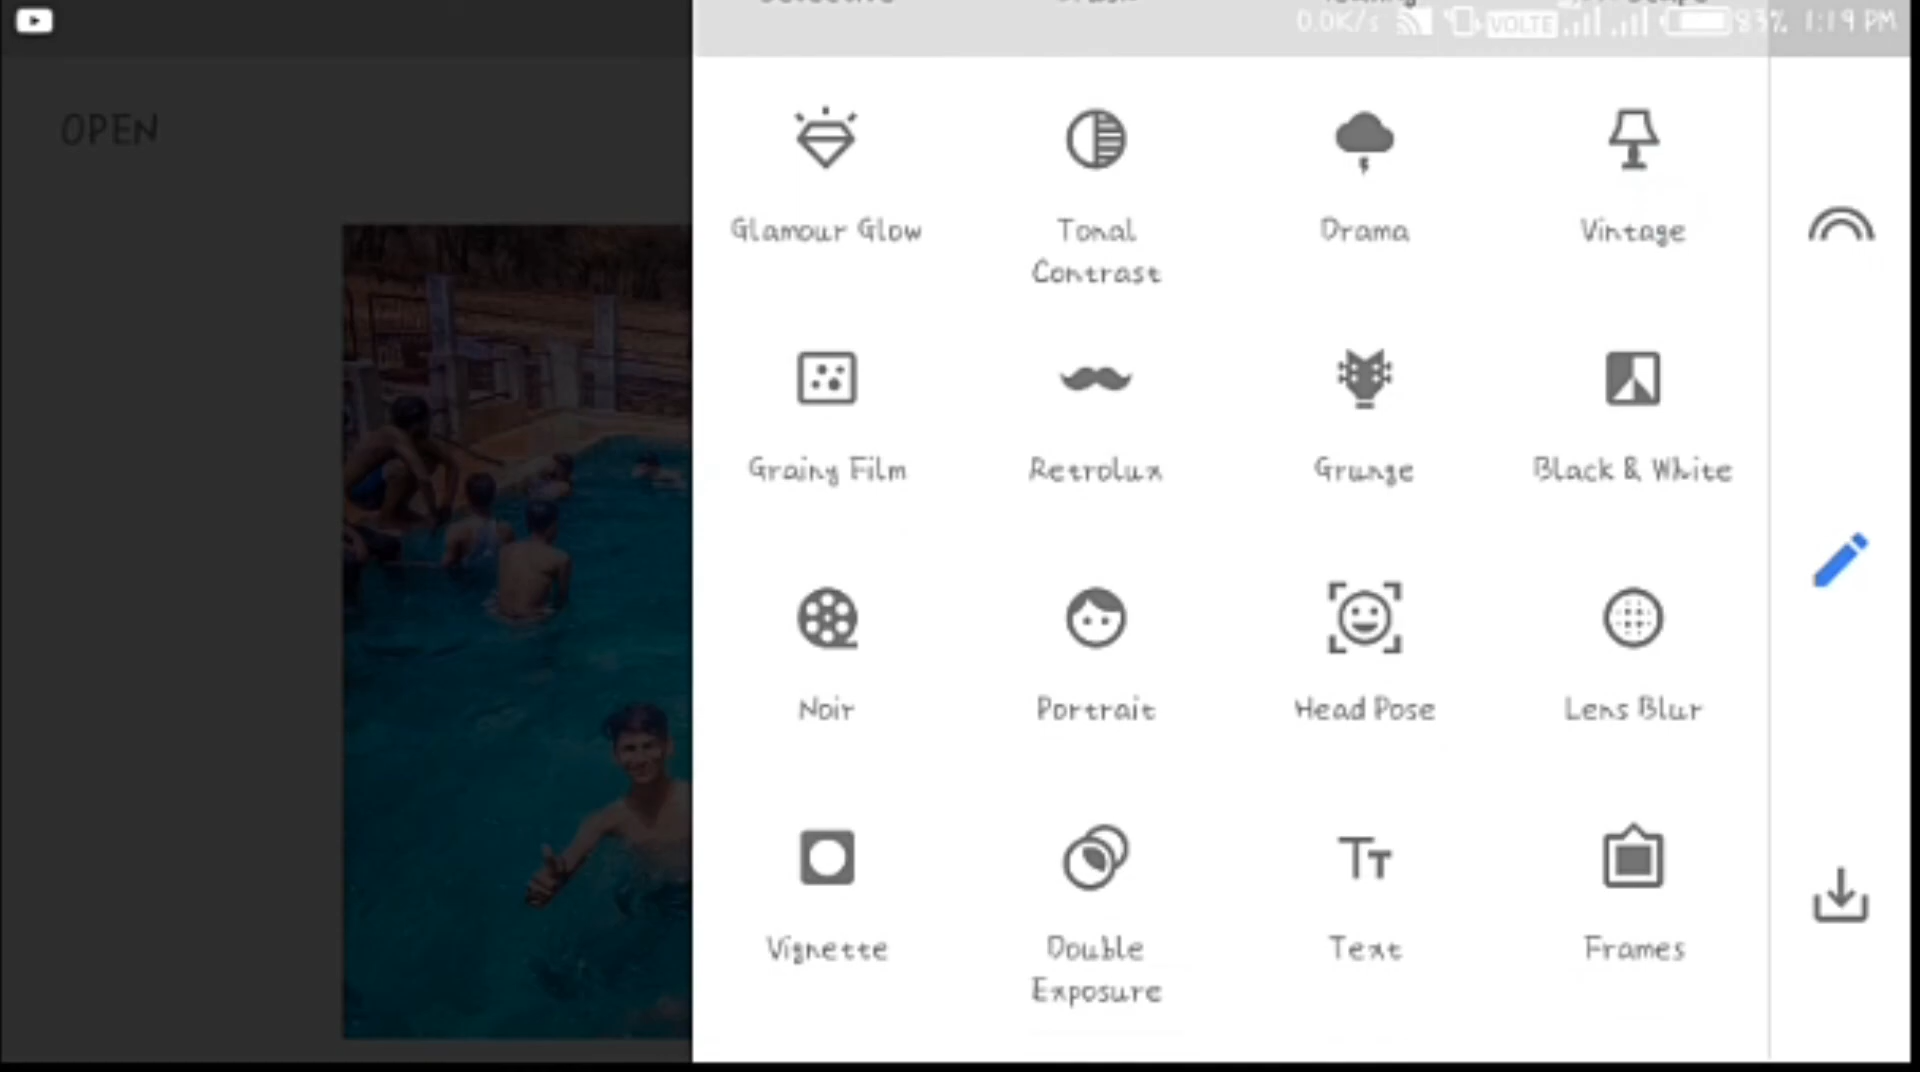 0.0K/s VOLTE 83% 1:19 PM
OPEN
Glamour Glow
Tonal
Contrast
Drama
Vintage
Grainy Film
Retrolux
Grunge
Black & White
Noir
Portrait
Head Pose
Lens Blur
Vignette
Double
Exposure
Text
Frames